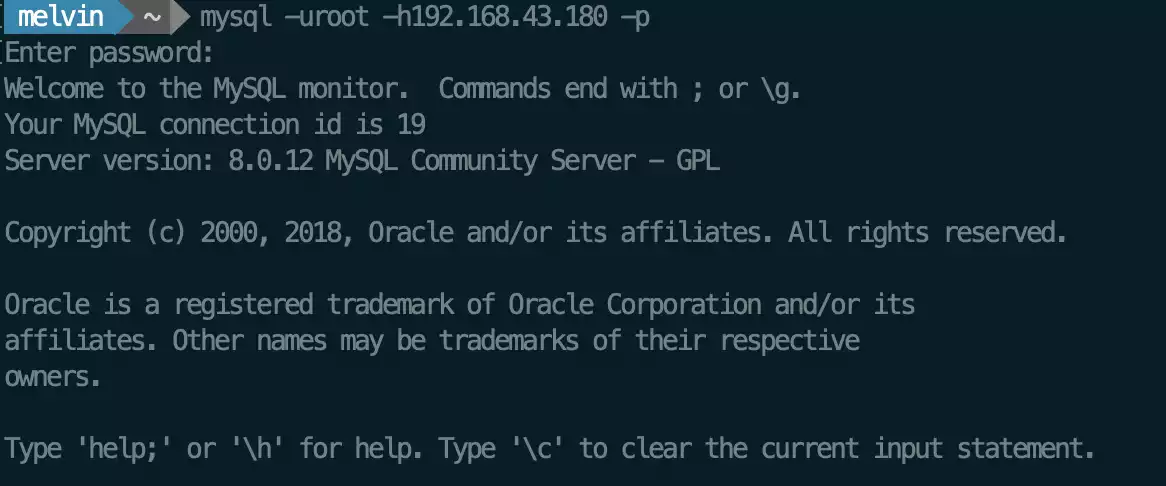 melvin ~ mysql -uroot -h192.168.43.180 -p
Enter password:
Welcome to the MySQL monitor.  Commands end with ; or \g.
Your MySQL connection id is 19
Server version: 8.0.12 MySQL Community Server - GPL
Copyright (c) 2000, 2018, Oracle and/or its affiliates. All rights reserved.
Oracle is a registered trademark of Oracle Corporation and/or its
affiliates. Other names may be trademarks of their respective
owners.
Type 'help;' or '\h' for help. Type '\c' to clear the current input statement.